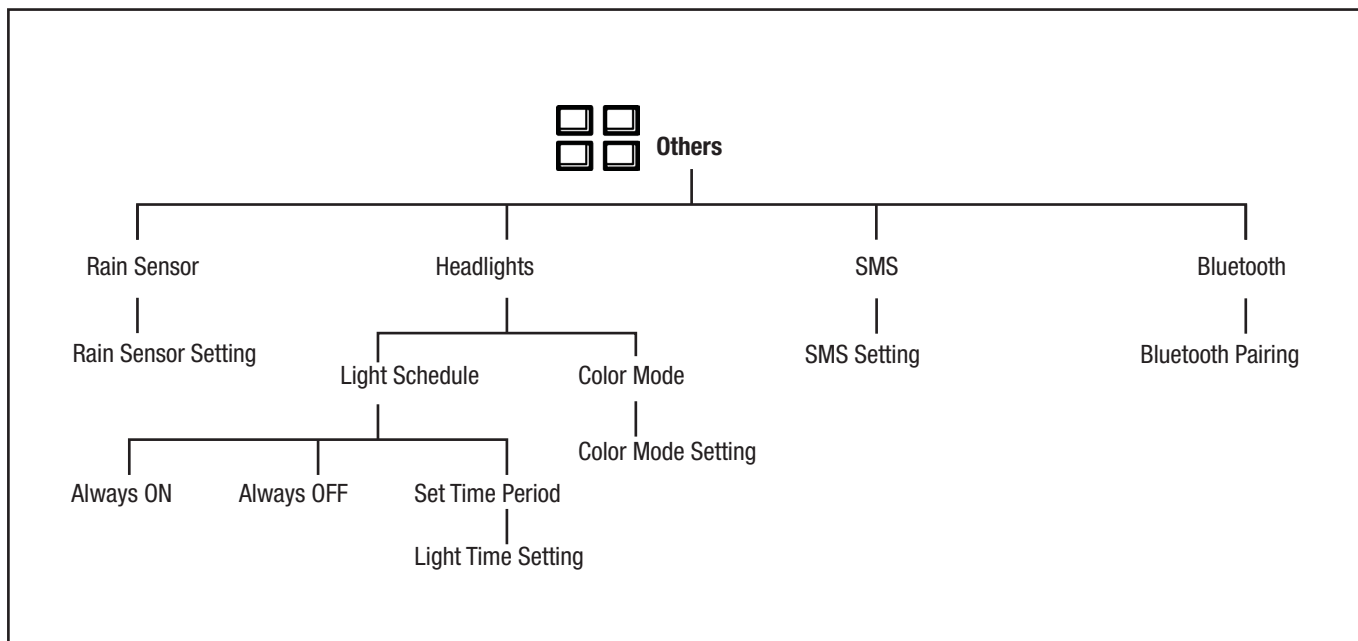 Others
Rain Sensor
Headlights
SMS
Bluetooth
Rain Sensor Setting
SMS Setting
Bluetooth Pairing
Light Schedule
Color Mode
Color Mode Setting
Always ON
Always OFF
Set Time Period
Light Time Setting